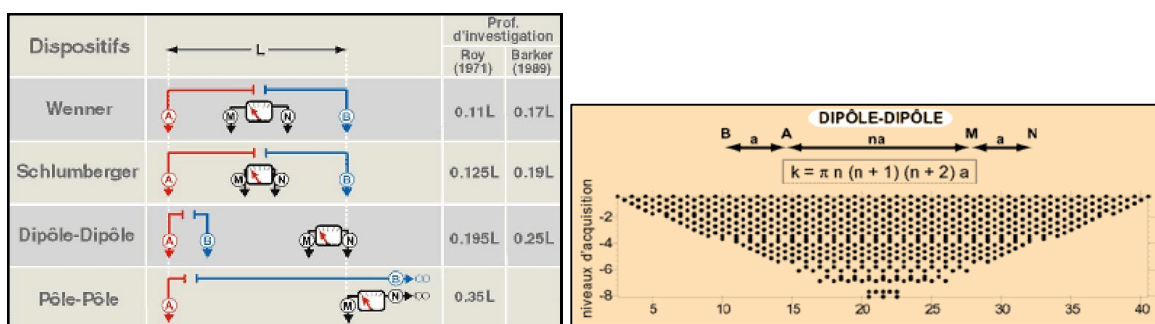 Dispositifs
L
Prof.
d'investigation
Roy
(1971)
Barker
(1989)
Wenner
A
M
N
B
0.11L
0.17L
Schlumberger
A
M
N
B
0.125L
0.19L
Dipôle-Dipôle
A
B
M
N
0.195L
0.25L
Pôle-Pôle
A
M
N
∞
B
∞
0.35L
DIPÔLE-DIPÔLE
B a A na M a N
k = π n (n + 1) (n + 2) a
niveaux d'acquisition
-2
-4
-6
-8
5 10 15 20 25 30 35 40